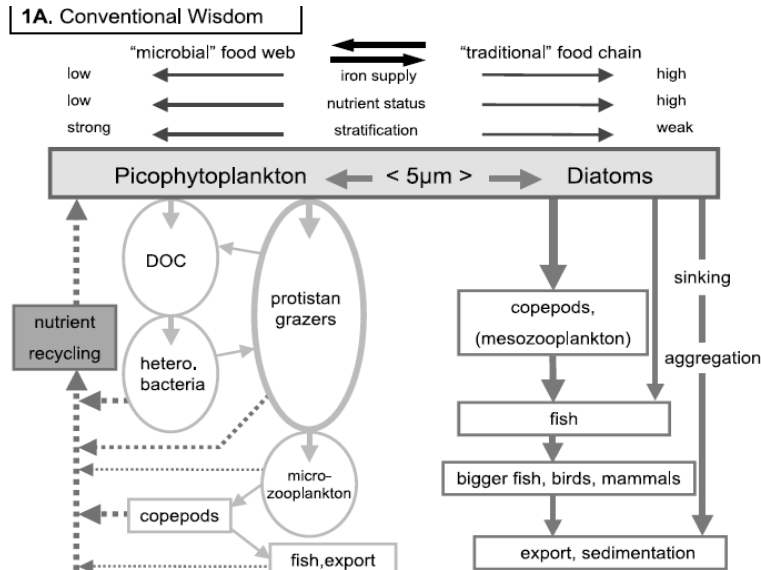 1A. Conventional Wisdom
"microbial" food web
"traditional" food chain
low
iron supply
high
low
nutrient status
high
strong
stratification
weak
Picophytoplankton
< 5µm >
Diatoms
DOC
protistan
grazers
nutrient
recycling
hetero.
bacteria
micro-
zooplankton
copepods
fish,export
copepods,
(mesozooplankton)
sinking
aggregation
fish
bigger fish, birds, mammals
export, sedimentation